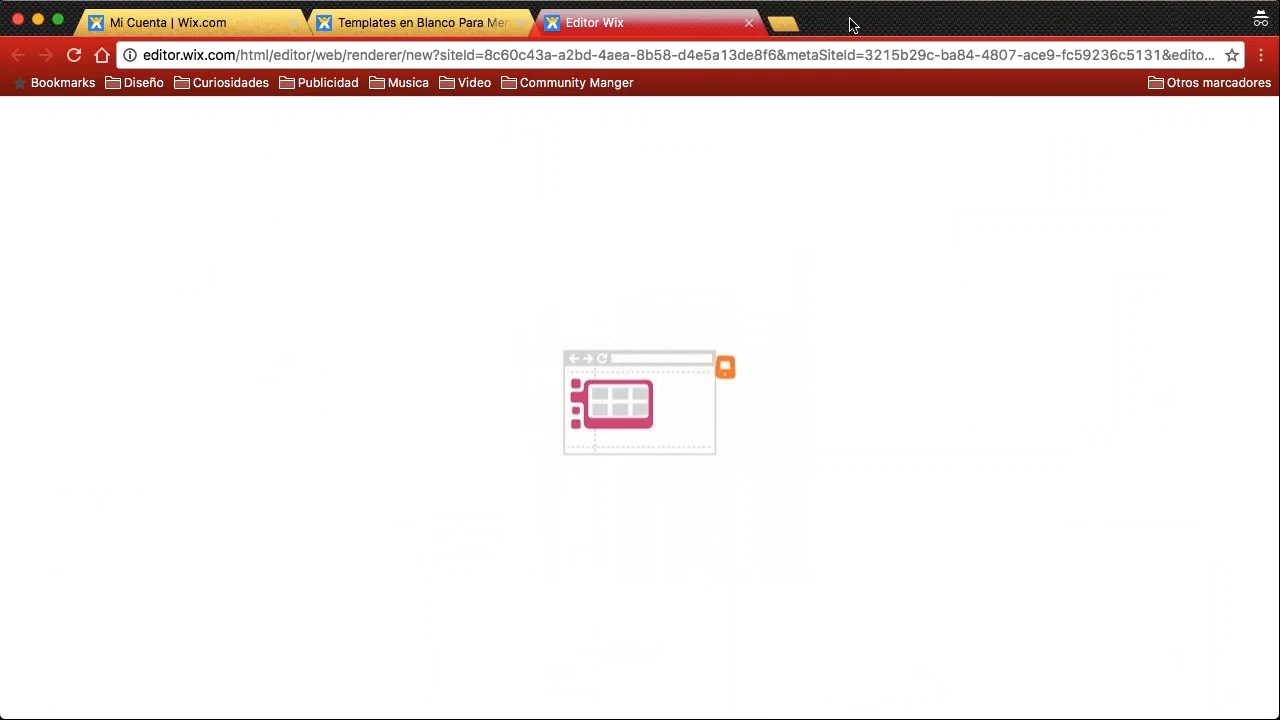 Mi Cuenta | Wix.com
Templates en Blanco Para Mer
Editor Wix
editor.wix.com/html/editor/web/renderer/new?siteId=8c60c43a-a2bd-4aea-8b58-d4e5a13de8f6&metaSiteId=3215b29c-ba84-4807-ace9-fc59236c5131&edito...
Bookmarks Diseño Curiosidades Publicidad Musica Video Community Manger Otros marcadores